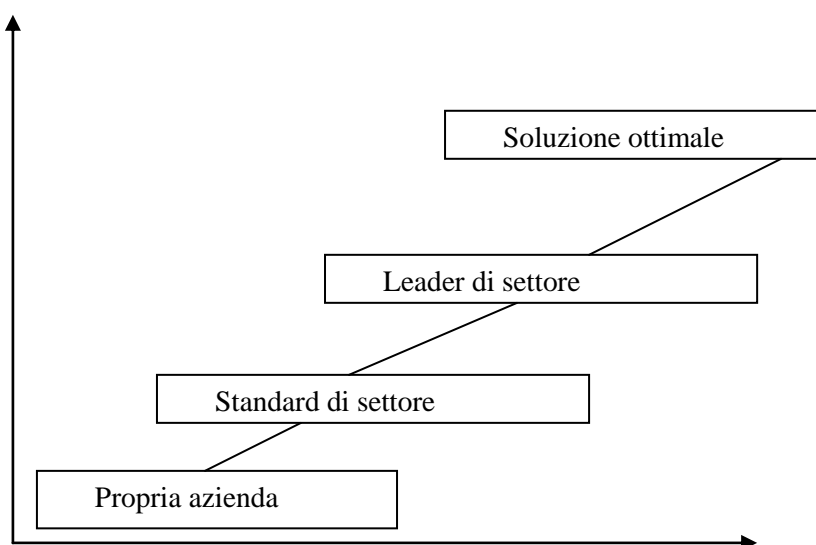 Soluzione ottimale
Leader di settore
Standard di settore
Propria azienda